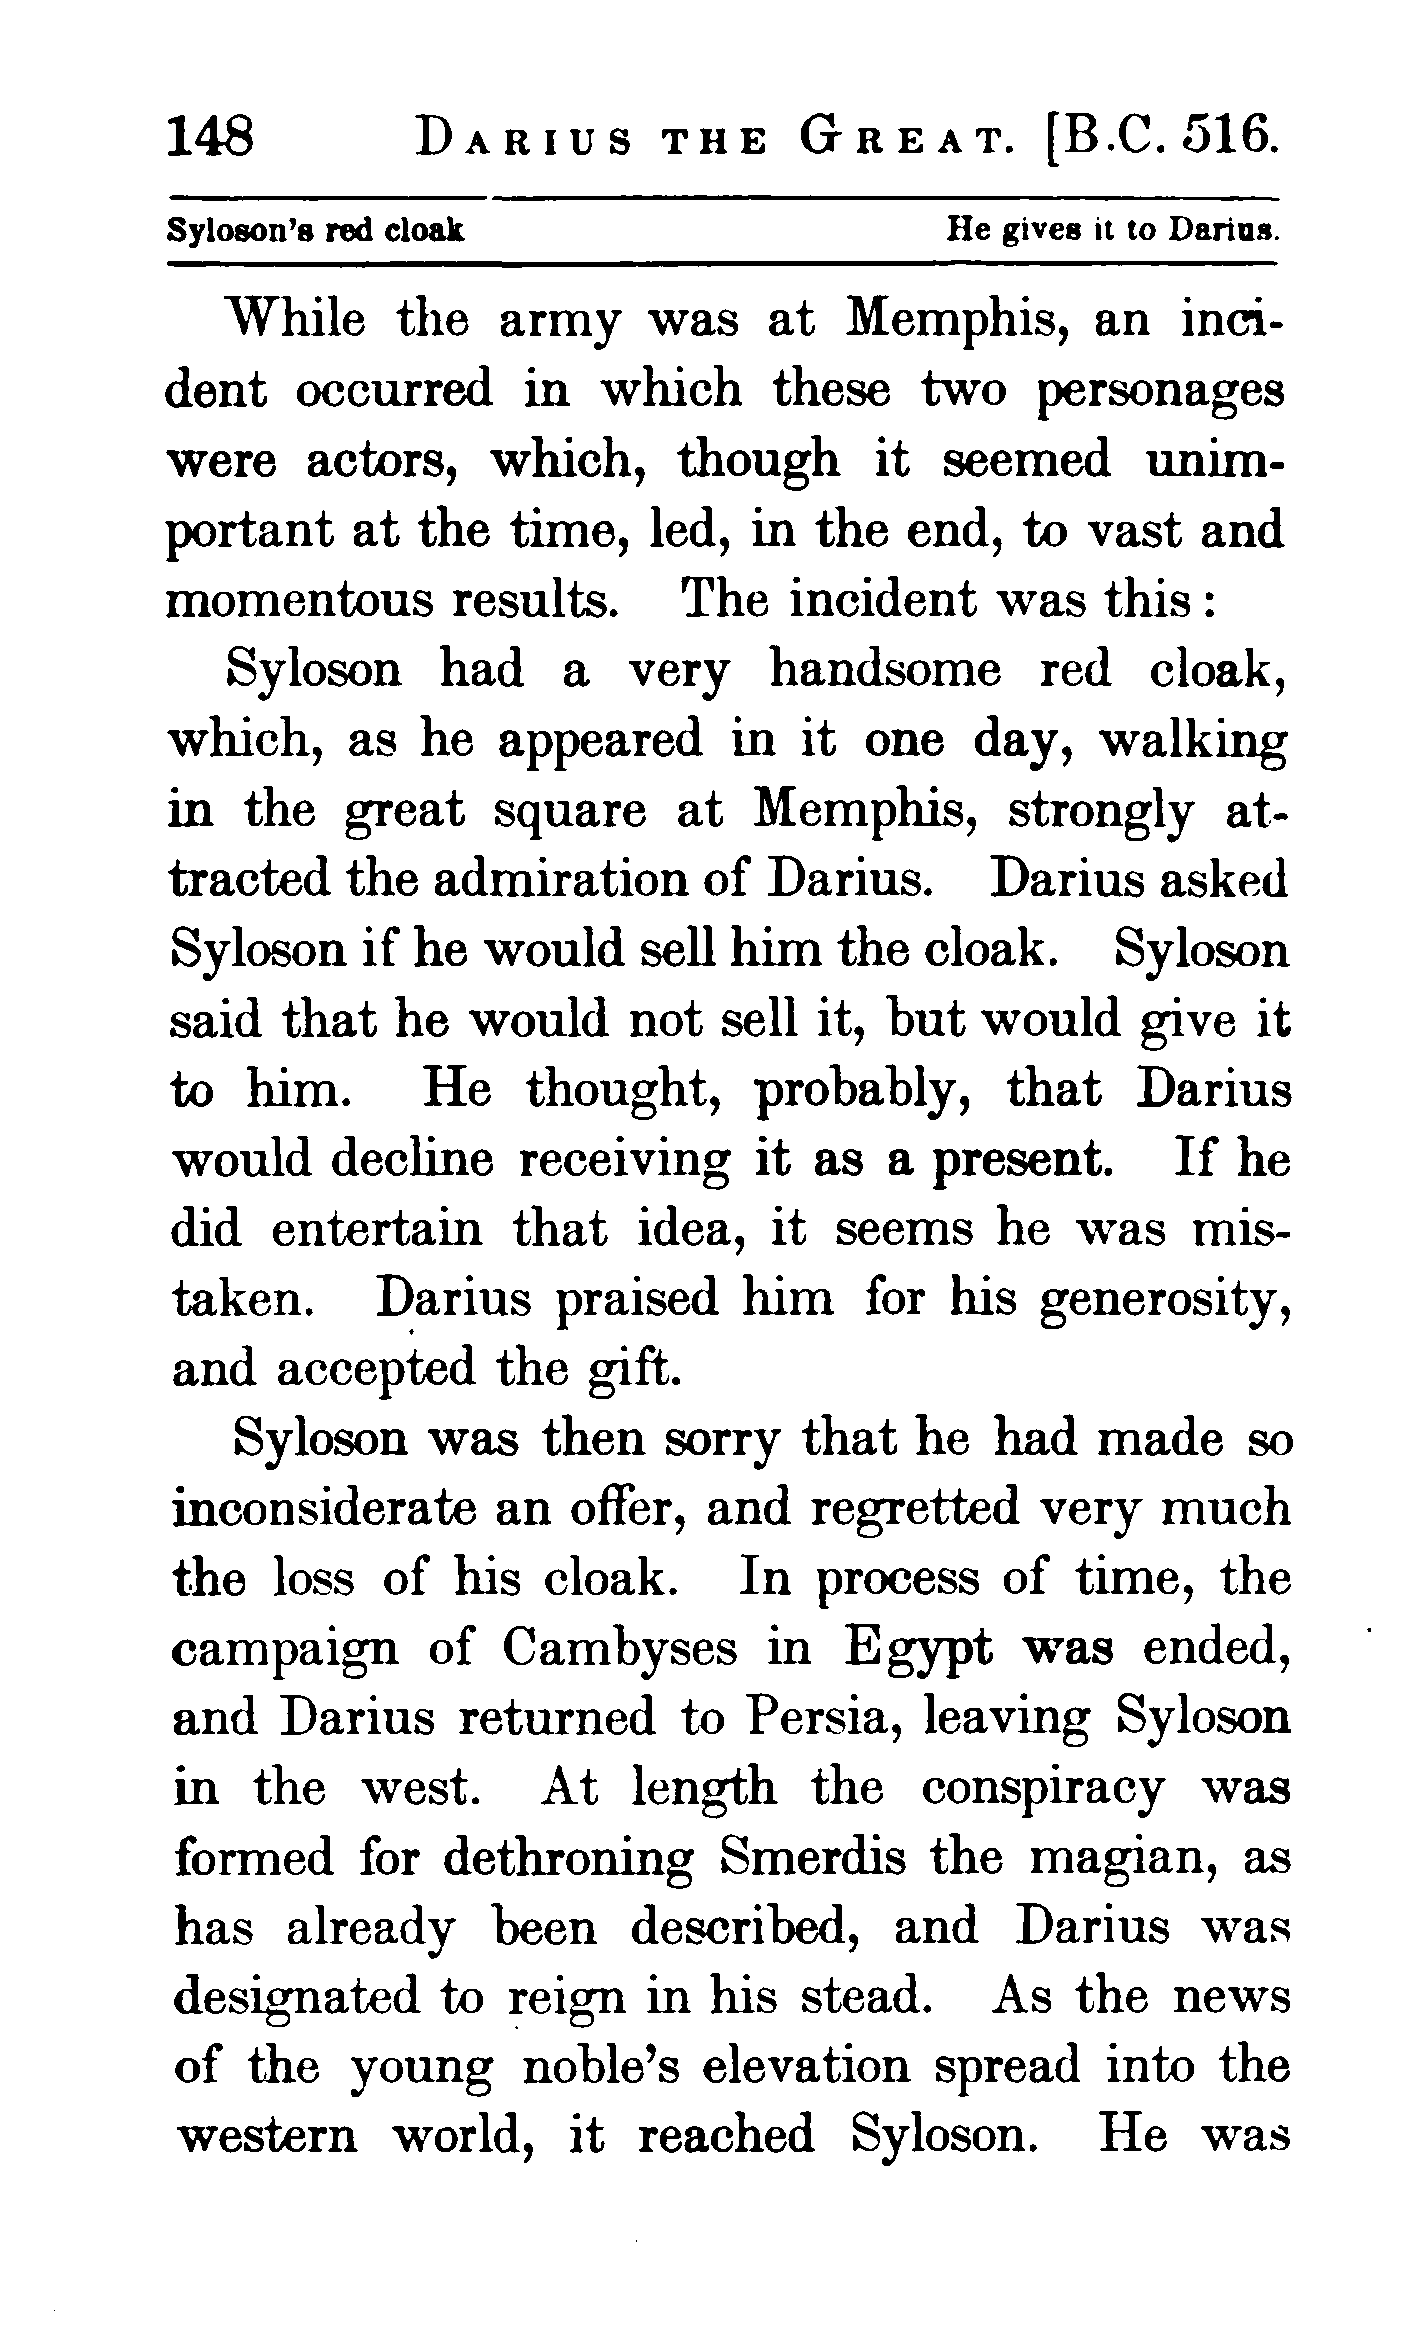 148 DARIUS THE GREAT. [B.C. 516.
Syloson's red cloak He gives it to Darius.
While the army was at Memphis, an inci-
dent occurred in which these two personages
were actors, which, though it seemed unim-
portant at the time, led, in the end, to vast and
momentous results. The incident was this :
Syloson had a very handsome red cloak,
which, as he appeared in it one day, walking
in the great square at Memphis, strongly at-
tracted the admiration of Darius. Darius asked
Syloson if he would sell him the cloak. Syloson
said that he would not sell it, but would give it
to him. He thought, probably, that Darius
would decline receiving it as a present. If he
did entertain that idea, it seems he was mis-
taken. Darius praised him for his generosity,
and accepted the gift.
Syloson was then sorry that he had made so
inconsiderate an offer, and regretted very much
the loss of his cloak. In process of time, the
campaign of Cambyses in Egypt was ended,
and Darius returned to Persia, leaving Syloson
in the west. At length the conspiracy was
formed for dethroning Smerdis the magian, as
has already been described, and Darius was
designated to reign in his stead. As the news
of the young noble's elevation spread into the
western world, it reached Syloson. He was